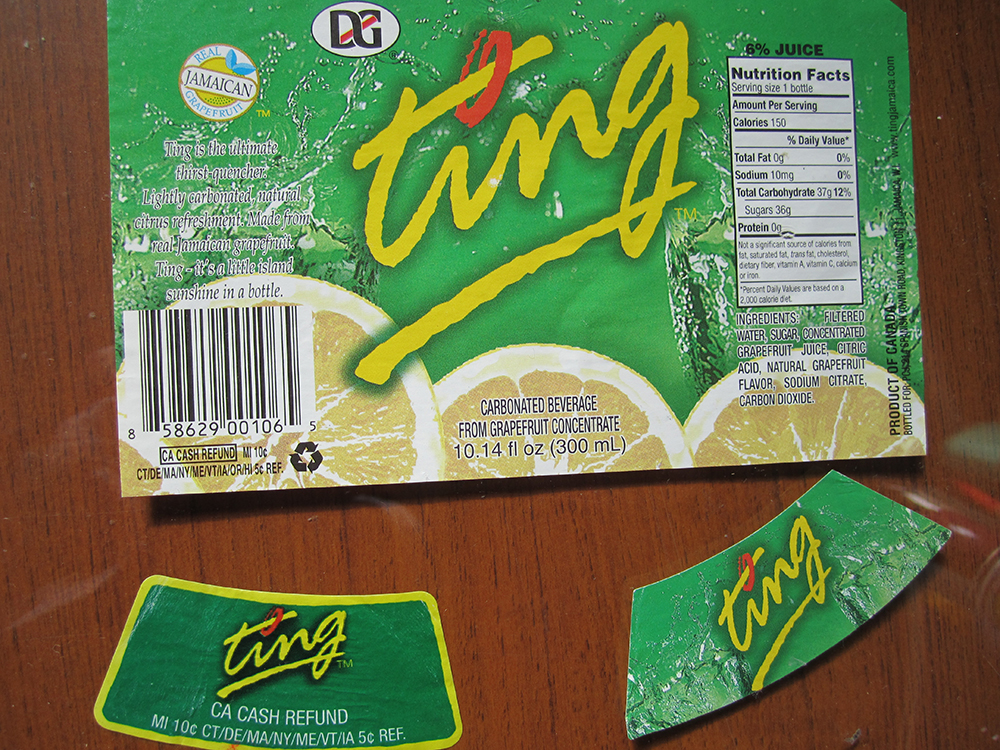 DG
REAL
JAMAICAN
GRAPEFRUIT
TM
Ting is the ultimate
thirst-quencher.
Lightly carbonated, natural
citrus refreshment. Made from
real Jamaican grapefruit.
Ting - it's a little island
sunshine in a bottle.
8 58629 00106 5
CA CASH REFUND MI 10¢
CT/DE/MA/NY/ME/VT/IA/OR/HI 5¢ REF.
ting
TM
CARBONATED BEVERAGE
FROM GRAPEFRUIT CONCENTRATE
10.14 fl oz (300 mL)
6% JUICE
Nutrition Facts
Serving size 1 bottle
Amount Per Serving
Calories 150
% Daily Value*
Total Fat 0g 0%
Sodium 10mg 0%
Total Carbohydrate 37g 12%
Sugars 36g
Protein 0g
Not a significant source of calories from
fat, saturated fat, trans fat, cholesterol,
dietary fiber, vitamin A, vitamin C, calcium
or iron.
*Percent Daily Values are based on a
2,000 calorie diet.
INGREDIENTS: FILTERED
WATER, SUGAR, CONCENTRATED
GRAPEFRUIT JUICE, CITRIC
ACID, NATURAL GRAPEFRUIT
FLAVOR, SODIUM CITRATE,
CARBON DIOXIDE.
PRODUCT OF CANADA
BOTTLED FOR: TOWN ROAD, KINGSTON JAMAICA, W.I. www.tingjamaica.com
ting
TM
CA CASH REFUND
MI 10¢ CT/DE/MA/NY/ME/VT/IA 5¢ REF.
ting